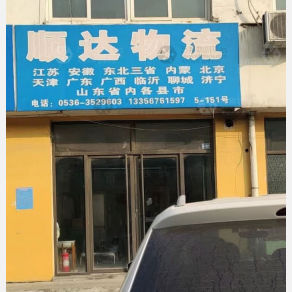 顺达物流
江苏 安徽 东北三省 内蒙 北京
天津 广东 广西 临沂 聊城 济宁
山东省内各县市
电话：0536-3529603 13356761597 5-151号